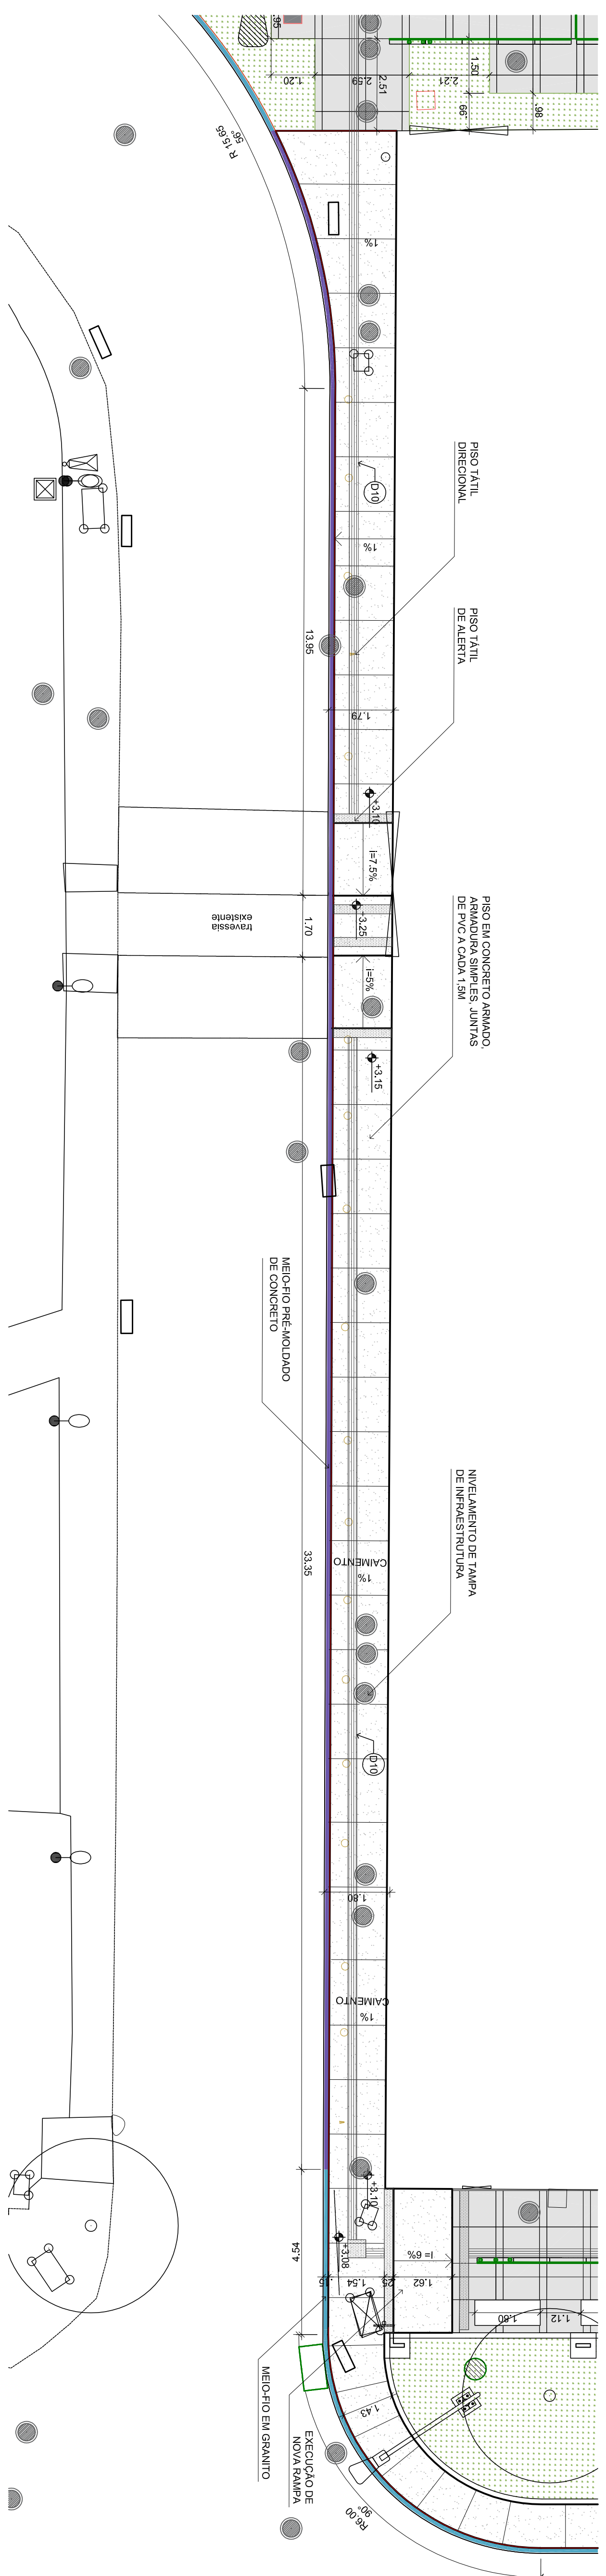 .95
1.20
2.59
2.51
2.21
1.50
.66
.98
56°
R 15.65
1%
PISO TÁTIL
DIRECIONAL
D10
1%
13.95
PISO TÁTIL
DE ALERTA
1.79
+3.10
i=7.5%
PISO EM CONCRETO ARMADO,
ARMADURA SIMPLES, JUNTAS
DE PVC A CADA 1,5M
travessia
existente
1.70
+3.25
i=5%
+3.15
MEIO-FIO PRÉ-MOLDADO
DE CONCRETO
NIVELAMENTO DE TAMPA
DE INFRAESTRUTURA
33.35
CAIMENTO
1%
D10
1.80
CAIMENTO
1%
+3.10
+3.08
4.54
I= 6%
.15
1.54
.25
1.62
1.80
1.12
1.43
MEIO-FIO EM GRANITO
EXECUÇÃO DE
NOVA RAMPA
90°
R6.00